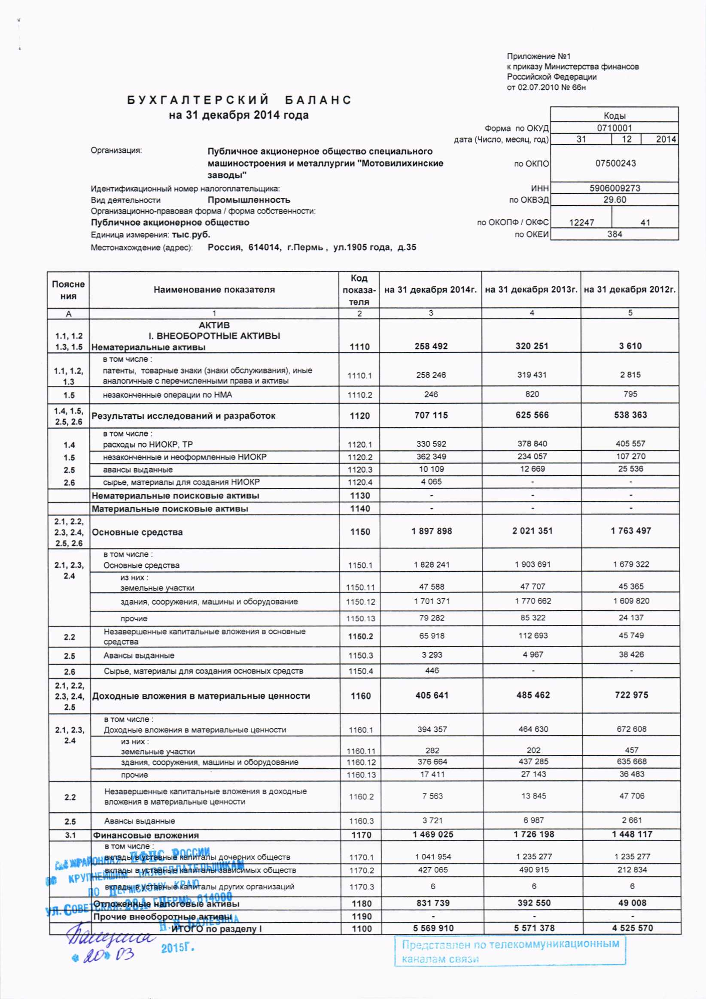 Приложение №1
к приказу Министерства финансов
Российской Федерации
от 02.07.2010 № 66н
БУХГАЛТЕРСКИЙ БАЛАНС
на 31 декабря 2014 года
Коды
Форма по ОКУД 0710001
дата (Число, месяц, год) 31 12 2014
Организация: Публичное акционерное общество специального
машиностроения и металлургии "Мотовилихинские по ОКПО 07500243
заводы"
Идентификационный номер налогоплательщика: ИНН 5906009273
Вид деятельности Промышленность по ОКВЭД 29.60
Организационно-правовая форма / форма собственности:
Публичное акционерное общество по ОКОПФ / ОКФС 12247 41
Единица измерения: тыс.руб. по ОКЕИ 384
Местонахождение (адрес): Россия, 614014, г.Пермь , ул.1905 года, д.35
Поясне Наименование показателя Код на 31 декабря 2014г. на 31 декабря 2013г. на 31 декабря 2012г.
ния показа-
теля
А 1 2 3 4 5
АКТИВ
1.1, 1.2 I. ВНЕОБОРОТНЫЕ АКТИВЫ
1.3, 1.5 Нематериальные активы 1110 258 492 320 251 3 610
в том числе :
1.1, 1.2, патенты, товарные знаки (знаки обслуживания), иные
1.3 аналогичные с перечисленными права и активы 1110.1 258 246 319 431 2 815
1.5 незаконченные операции по НМА 1110.2 246 820 795
1.4, 1.5,
2.5, 2.6 Результаты исследований и разработок 1120 707 115 625 566 538 363
в том числе :
1.4 расходы по НИОКР, ТР 1120.1 330 592 378 840 405 557
1.5 незаконченные и неоформленные НИОКР 1120.2 362 349 234 057 107 270
2.5 авансы выданные 1120.3 10 109 12 669 25 536
2.6 сырье, материалы для создания НИОКР 1120.4 4 065 - -
Нематериальные поисковые активы 1130 - - -
Материальные поисковые активы 1140 - - -
2.1, 2.2,
2.3, 2.4, Основные средства 1150 1 897 898 2 021 351 1 763 497
2.5, 2.6
в том числе :
2.1, 2.3, Основные средства 1150.1 1 828 241 1 903 691 1 679 322
2.4 из них :
земельные участки 1150.11 47 588 47 707 45 365
здания, сооружения, машины и оборудование 1150.12 1 701 371 1 770 662 1 609 820
прочие 1150.13 79 282 85 322 24 137
2.2 Незавершенные капитальные вложения в основные
средства 1150.2 65 918 112 693 45 749
2.5 Авансы выданные 1150.3 3 293 4 967 38 426
2.6 Сырье, материалы для создания основных средств 1150.4 446 - -
2.1, 2.2,
2.3, 2.4, Доходные вложения в материальные ценности 1160 405 641 485 462 722 975
2.5
в том числе :
2.1, 2.3, Доходные вложения в материальные ценности 1160.1 394 357 464 630 672 608
2.4 из них :
земельные участки 1160.11 282 202 457
здания, сооружения, машины и оборудование 1160.12 376 664 437 285 635 668
прочие 1160.13 17 411 27 143 36 483
2.2 Незавершенные капитальные вложения в доходные
вложения в материальные ценности 1160.2 7 563 13 845 47 706
2.5 Авансы выданные 1160.3 3 721 6 987 2 661
3.1 Финансовые вложения 1170 1 469 025 1 726 198 1 448 117
в том числе :
вклады в уставные капиталы дочерних обществ 1170.1 1 041 954 1 235 277 1 235 277
вклады в уставные капиталы зависимых обществ 1170.2 427 065 490 915 212 834
вклады в уставные капиталы других организаций 1170.3 6 6 6
Отложенные налоговые активы 1180 831 739 392 550 49 008
Прочие внеоборотные активы 1190 - - -
ИТОГО по разделу I 1100 5 569 910 5 571 378 4 525 570
ИФНС РОССИИ
КРУПНЕЙШИМ НАЛОГОПЛАТЕЛЬЩИКАМ
ПО ПЕРМСКОМУ КРАЮ
УЛ. СОВЕТСКАЯ, 28А, Г.ПЕРМЬ, 614000
Н. В. БАЛЕЗИНА
Балезина
«20» 03 2015Г.
Представлен по телекоммуникационным
каналам связи